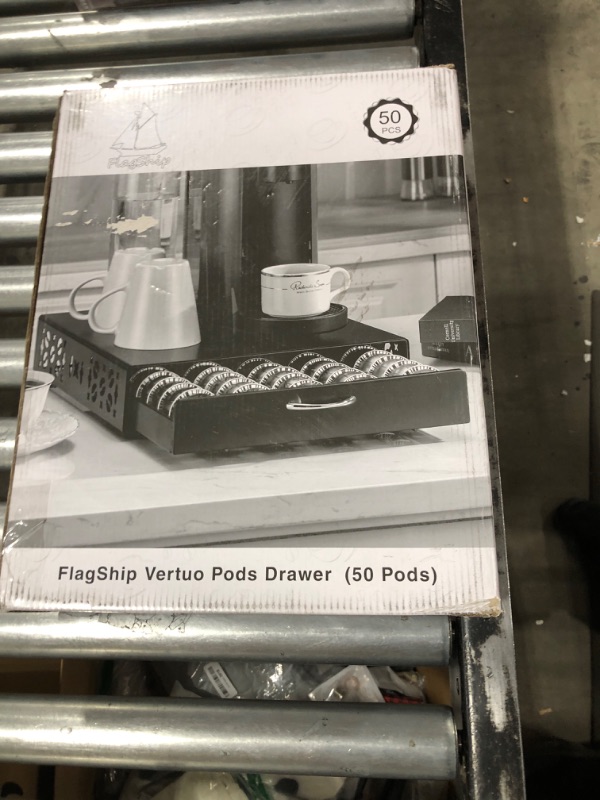 50
PCS
FlagShip
FlagShip Vertuo Pods Drawer (50 Pods)